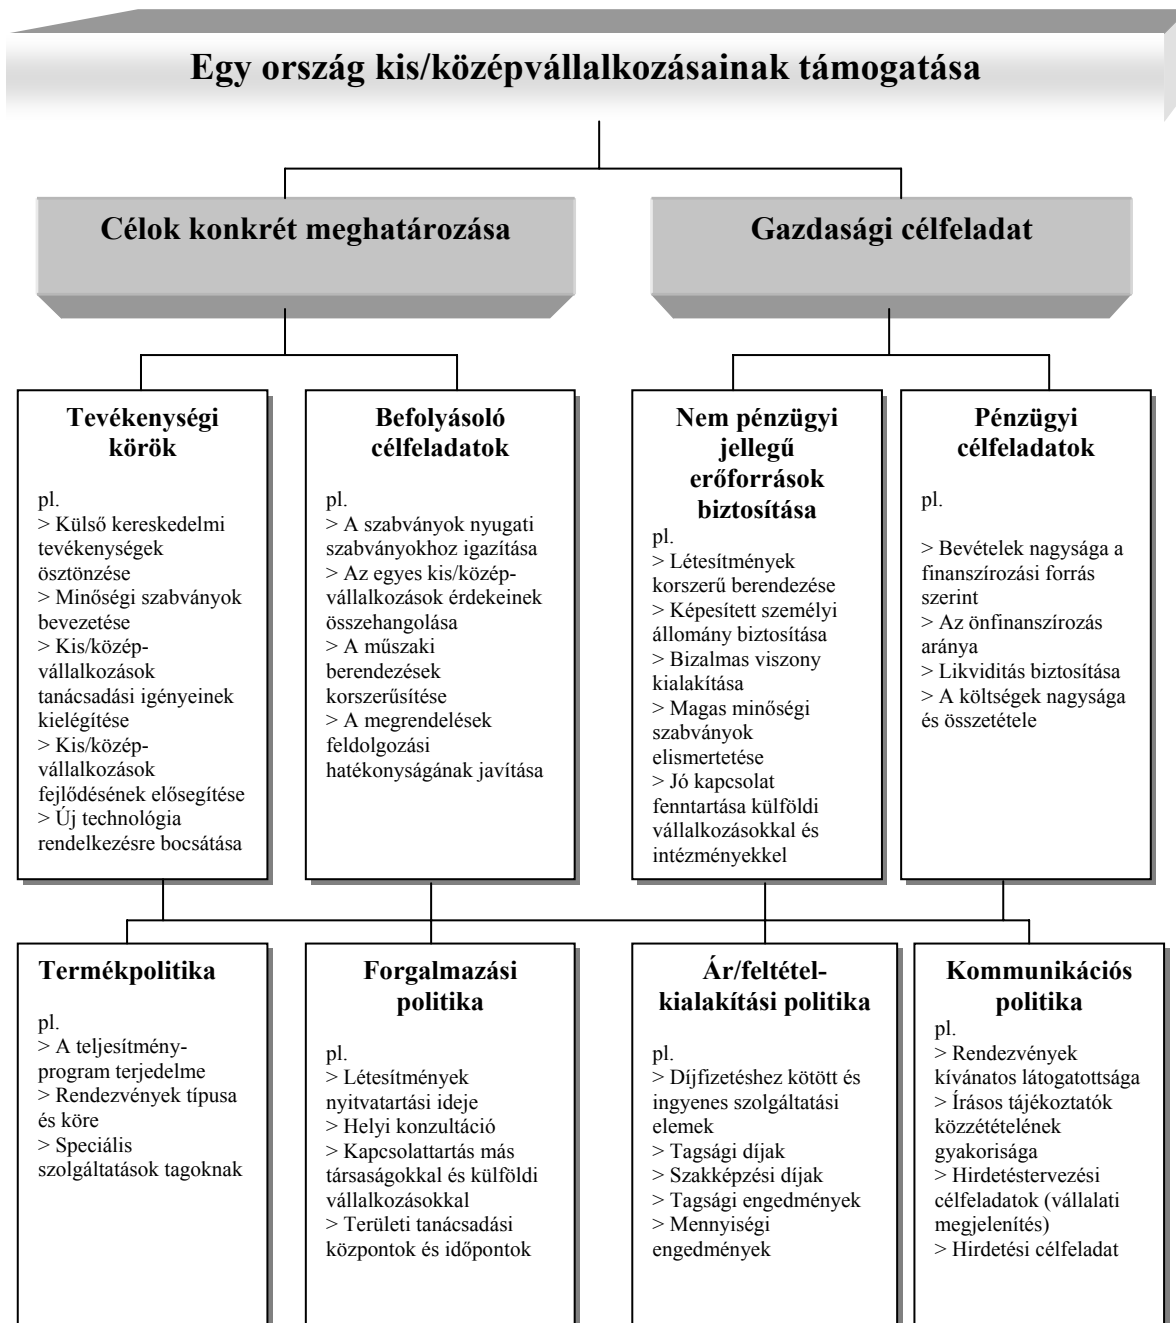 Egy ország kis/középvállalkozásainak támogatása
Célok konkrét meghatározása
Gazdasági célfeladat
Tevékenységi
körök
pl.
> Külső kereskedelmi
tevékenységek
ösztönzése
> Minőségi szabványok
bevezetése
> Kis/közép-
vállalkozások
tanácsadási igényeinek
kielégítése
> Kis/közép-
vállalkozások
fejlődésének elősegítése
> Új technológia
rendelkezésre bocsátása
Befolyásoló
célfeladatok
pl.
> A szabványok nyugati
szabványokhoz igazítása
> Az egyes kis/közép-
vállalkozások érdekeinek
összehangolása
> A műszaki
berendezések
korszerűsítése
> A megrendelések
feldolgozási
hatékonyságának javítása
Nem pénzügyi
jellegű
erőforrások
biztosítása
pl.
> Létesítmények
korszerű berendezése
> Képesített személyi
állomány biztosítása
> Bizalmas viszony
kialakítása
> Magas minőségi
szabványok
elismertetése
> Jó kapcsolat
fenntartása külföldi
vállalkozásokkal és
intézményekkel
Pénzügyi
célfeladatok
pl.
> Bevételek nagysága a
finanszírozási forrás
szerint
> Az önfinanszírozás
aránya
> Likviditás biztosítása
> A költségek nagysága
és összetétele
Termékpolitika
pl.
> A teljesítmény-
program terjedelme
> Rendezvények típusa
és köre
> Speciális
szolgáltatások tagoknak
Forgalmazási
politika
pl.
> Létesítmények
nyitvatartási ideje
> Helyi konzultáció
> Kapcsolattartás más
társaságokkal és külföldi
vállalkozásokkal
> Területi tanácsadási
központok és időpontok
Ár/feltétel-
kialakítási politika
pl.
> Díjfizetéshez kötött és
ingyenes szolgáltatási
elemek
> Tagsági díjak
> Szakképzési díjak
> Tagsági engedmények
> Mennyiségi
engedmények
Kommunikációs
politika
pl.
> Rendezvények
kívánatos látogatottsága
> Írásos tájékoztatók
közzétételének
gyakorisága
> Hirdetéstervezési
célfeladatok (vállalati
megjelenítés)
> Hirdetési célfeladat